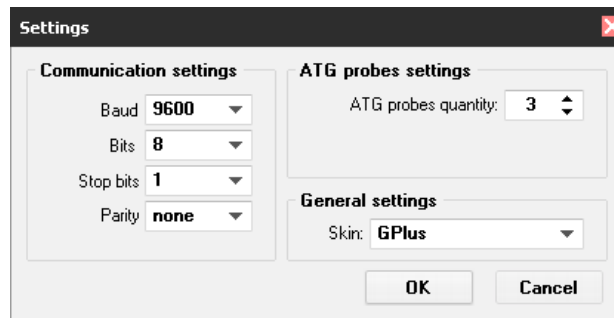 Settings
Communication settings
Baud 9600
Bits 8
Stop bits 1
Parity none
ATG probes settings
ATG probes quantity: 3
General settings
Skin: GPlus
OK Cancel